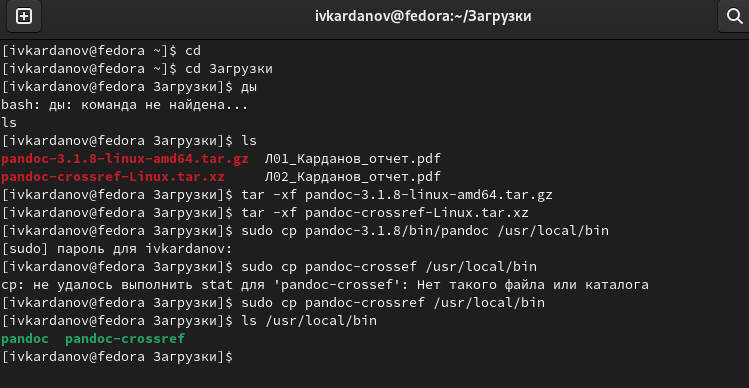 ivkardanov@fedora:~/Загрузки
[ivkardanov@fedora ~]$ cd
[ivkardanov@fedora ~]$ cd Загрузки
[ivkardanov@fedora Загрузки]$ ды
bash: ды: команда не найдена...
ls
[ivkardanov@fedora Загрузки]$ ls
pandoc-3.1.8-linux-amd64.tar.gz  Л01_Карданов_отчет.pdf
pandoc-crossref-Linux.tar.xz     Л02_Карданов_отчет.pdf
[ivkardanov@fedora Загрузки]$ tar -xf pandoc-3.1.8-linux-amd64.tar.gz
[ivkardanov@fedora Загрузки]$ tar -xf pandoc-crossref-Linux.tar.xz
[ivkardanov@fedora Загрузки]$ sudo cp pandoc-3.1.8/bin/pandoc /usr/local/bin
[sudo] пароль для ivkardanov:
[ivkardanov@fedora Загрузки]$ sudo cp pandoc-crossef /usr/local/bin
cp: не удалось выполнить stat для 'pandoc-crossef': Нет такого файла или каталога
[ivkardanov@fedora Загрузки]$ sudo cp pandoc-crossref /usr/local/bin
[ivkardanov@fedora Загрузки]$ ls /usr/local/bin
pandoc  pandoc-crossref
[ivkardanov@fedora Загрузки]$